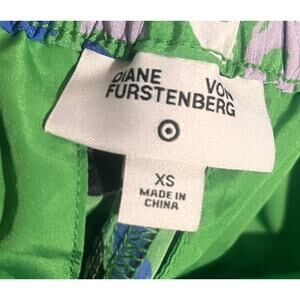 DIANE VON
FURSTENBERG
XS
MADE IN
CHINA